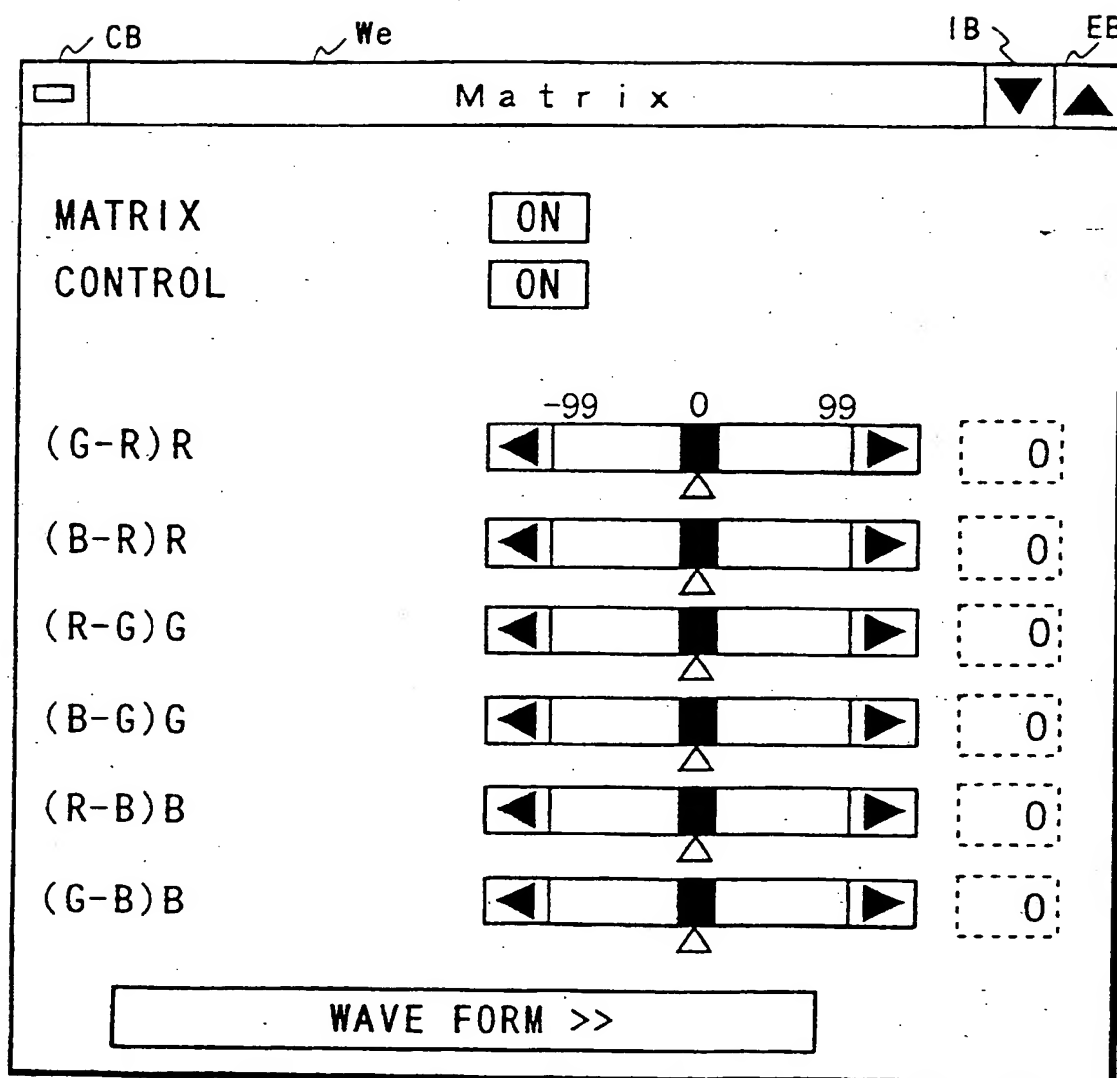 CB We IB EB
Matrix
MATRIX ON
CONTROL ON
-99 0 99
(G-R)R 0
(B-R)R 0
(R-G)G 0
(B-G)G 0
(R-B)B 0
(G-B)B 0
WAVE FORM >>